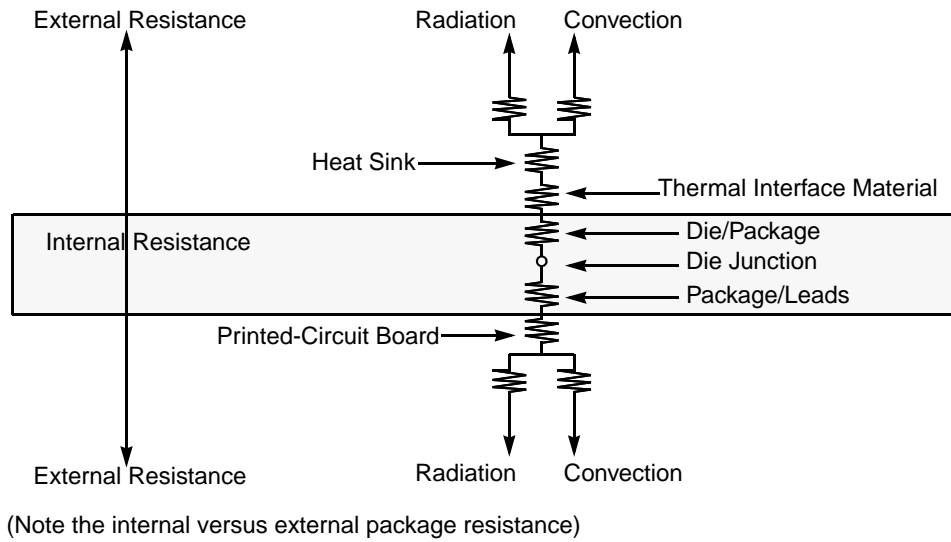 External Resistance
Radiation
Convection
Heat Sink
Thermal Interface Material
Internal Resistance
Die/Package
Die Junction
Package/Leads
Printed-Circuit Board
External Resistance
Radiation
Convection
(Note the internal versus external package resistance)